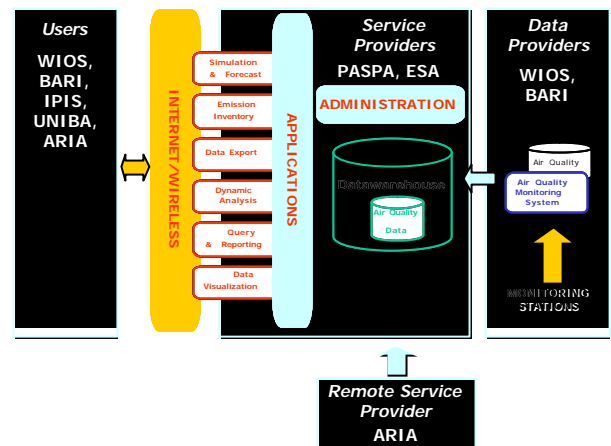 Users
WIOS,
BARI,
IPIS,
UNIBA,
ARIA
INTERNET/WIRELESS
Simulation
& Forecast
Emission
Inventory
Data Export
Dynamic
Analysis
Query
& Reporting
Data
Visualization
APPLICATIONS
Service
Providers
PASPA, ESA
ADMINISTRATION
Datawarehouse
Air Quality
Data
Data
Providers
WIOS,
BARI
Air Quality
Air Quality
Monitoring
System
MONITORING
STATIONS
Remote Service
Provider
ARIA